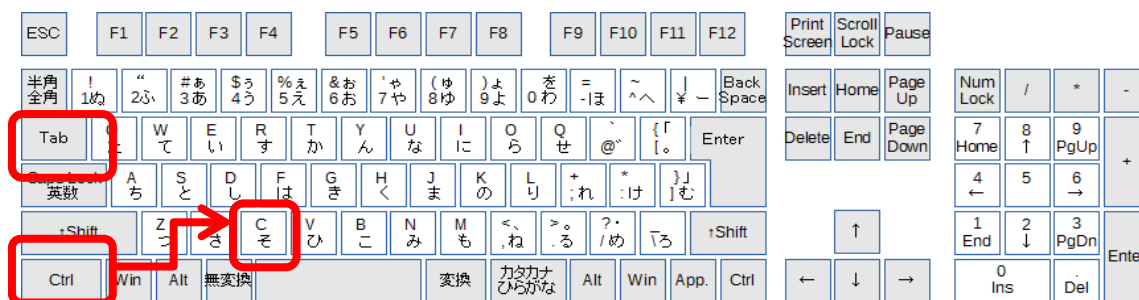 ESC F1 F2 F3 F4 F5 F6 F7 F8 F9 F10 F11 F12 Print Screen Scroll Lock Pause
半角 全角 ! 1ぬ “ 2ふ #ぁ 3あ $ぅ 4う %ぇ 5え &ぉ 6お 'ゃ 7や (ゅ 8ゆ )ょ 9よ を 0わ = -ほ ~ ^へ | ¥ー Back Space Insert Home Page Up Num Lock / * -
Tab W て E い R す T か Y ん U な I に O ら Q せ ` @゛ {「 [。 Enter Delete End Page Down 7 Home 8 ↑ 9 PgUp +
英数 A ち S と D し F は G き H く J ま K の L り + ;れ * :け }」 ]む 4 ← 5 6 →
↑Shift Z つ さ C そ V ひ B こ N み M も <、 ,ね >。 .る ?・ /め \ろ ↑Shift ↑ 1 End 2 ↓ 3 PgDn Enter
Ctrl Win Alt 無変換 変換 カタカナ ひらがな Alt Win App. Ctrl ← ↓ → 0 Ins . Del